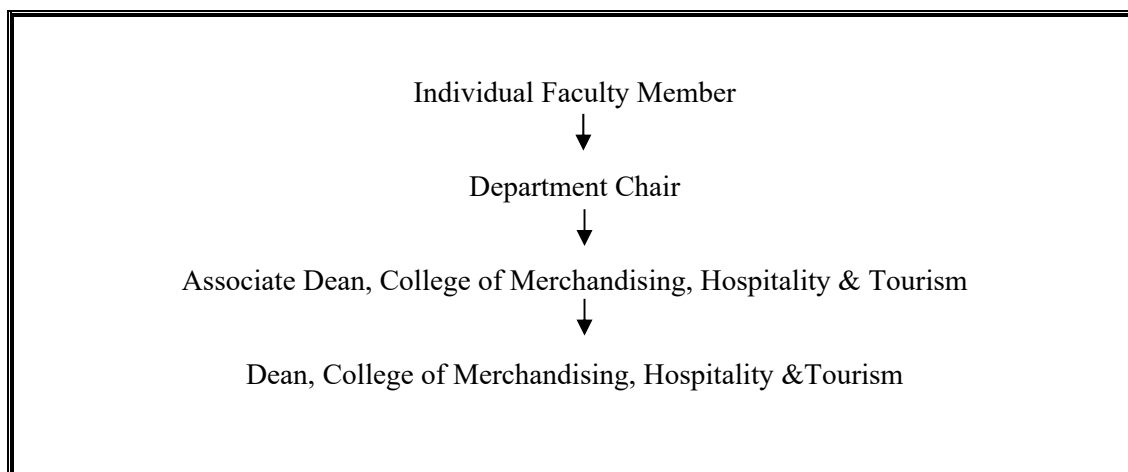 Individual Faculty Member
Department Chair
Associate Dean, College of Merchandising, Hospitality & Tourism
Dean, College of Merchandising, Hospitality &Tourism